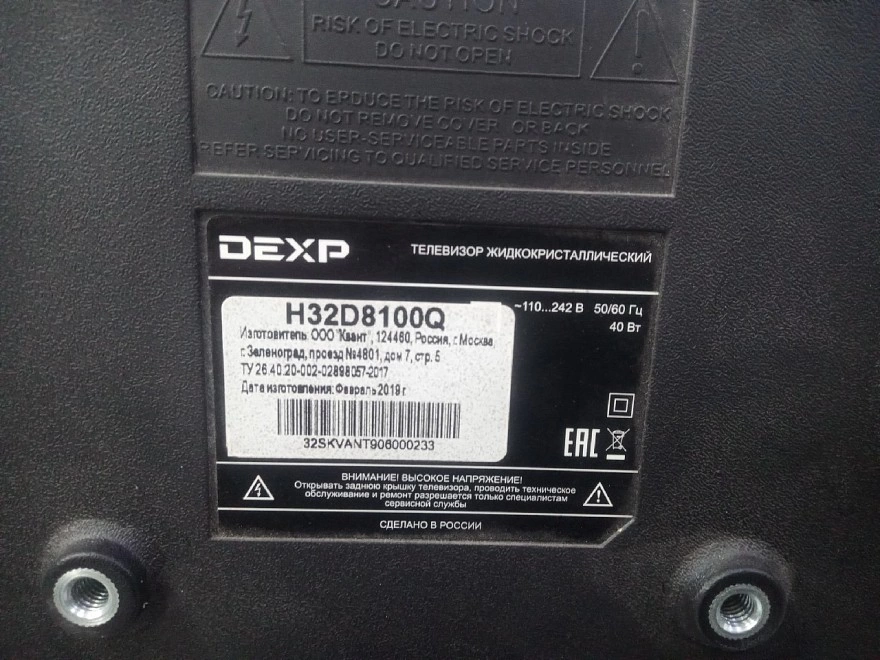 CAUTION
RISK OF ELECTRIC SHOCK
DO NOT OPEN
CAUTION: TO EPDUCE THE RISK OF ELECTRIC SHOCK
DO NOT REMOVE COVER OR BACK
NO USER-SERVICEABLE PARTS INSIDE
REFER SERVICING TO QUALIFIED SERVICE PERSONNEL
DEXP
ТЕЛЕВИЗОР ЖИДКОКРИСТАЛЛИЧЕСКИЙ
H32D8100Q
~110...242 В 50/60 Гц
40 Вт
Изготовитель: ООО "Квант", 124460, Россия, г. Москва,
г. Зеленоград, проезд №4801, дом 7, стр. 5
ТУ 26.40.20-002-02898057-2017
Дата изготовления: Февраль 2019 г
32SKVANT906000233
EAC
ВНИМАНИЕ! ВЫСОКОЕ НАПРЯЖЕНИЕ!
Открывать заднюю крышку телевизора, проводить техническое
обслуживание и ремонт разрешается только специалистам
сервисной службы
СДЕЛАНО В РОССИИ